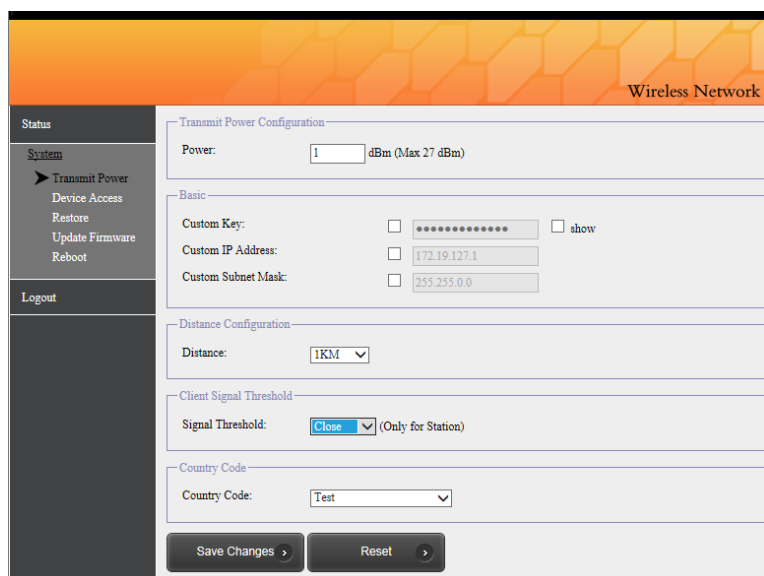 Wireless Network
Status
System
Transmit Power
Device Access
Restore
Update Firmware
Reboot
Logout
Transmit Power Configuration
Power: 1 dBm (Max 27 dBm)
Basic
Custom Key: ●●●●●●●●●●●●● show
Custom IP Address: 172.19.127.1
Custom Subnet Mask: 255.255.0.0
Distance Configuration
Distance: 1KM
Client Signal Threshold
Signal Threshold: Close (Only for Station)
Country Code
Country Code: Test
Save Changes Reset